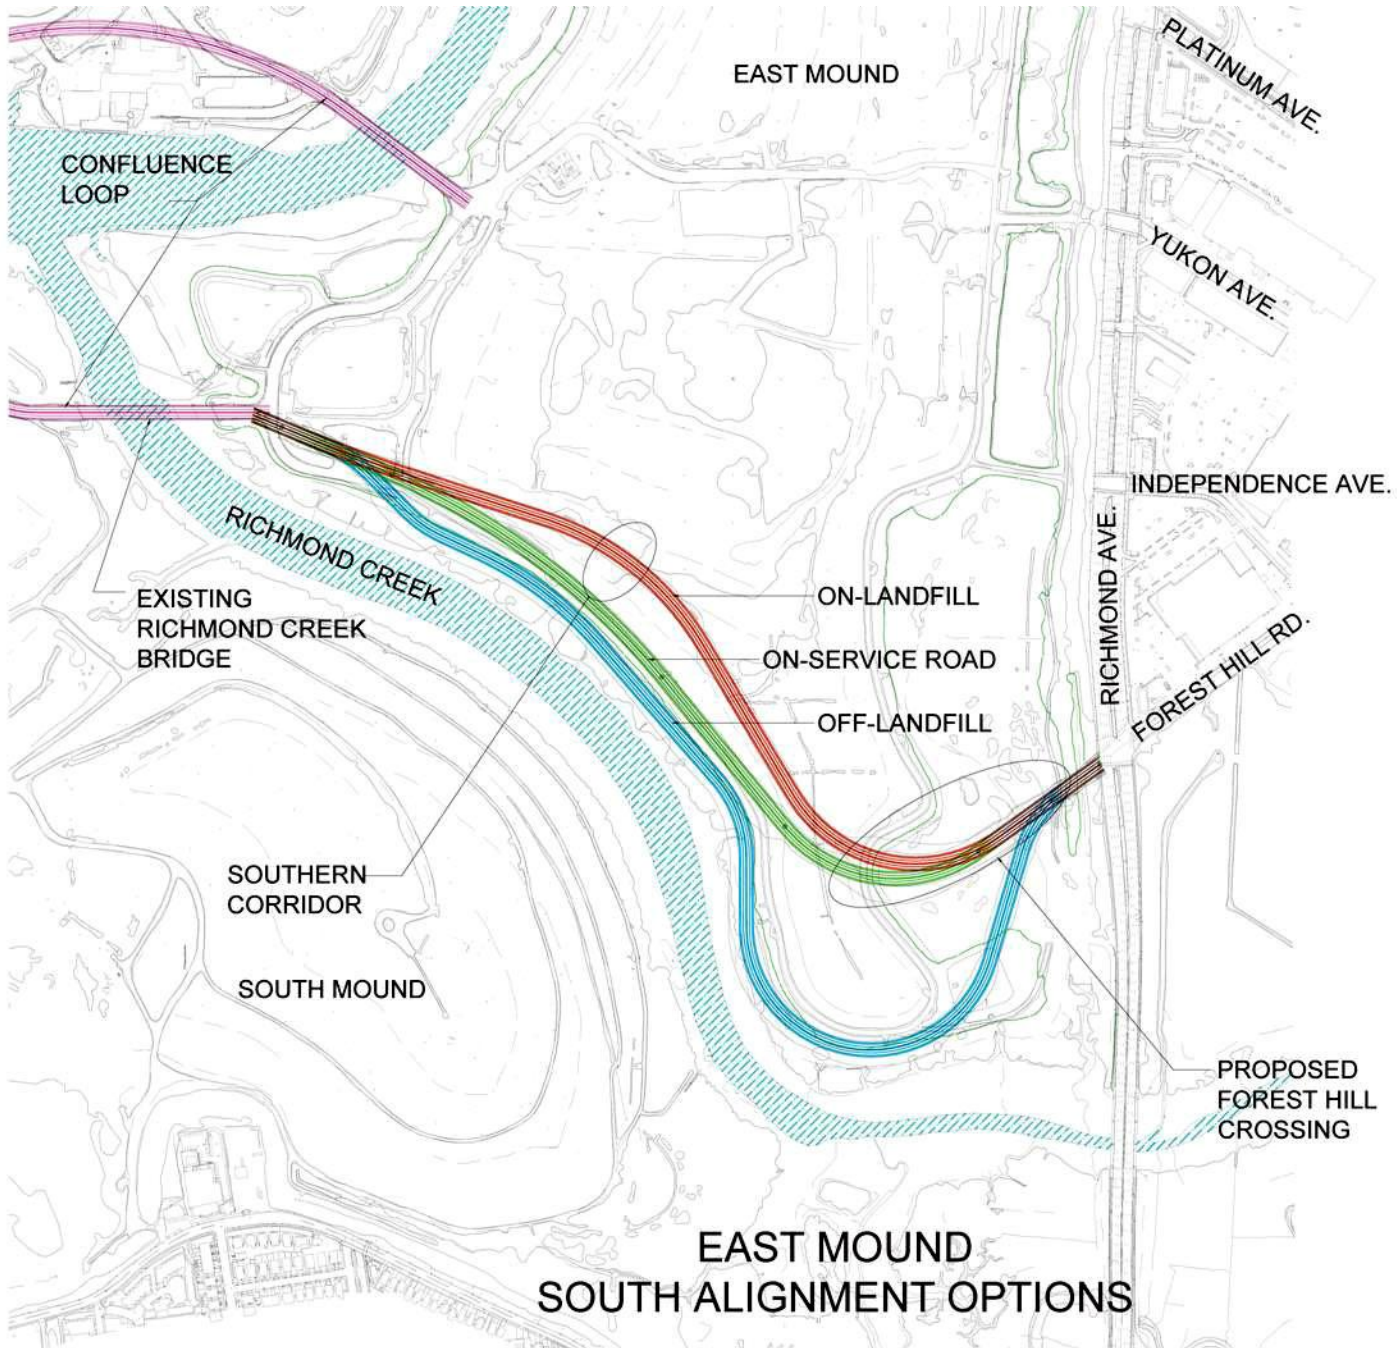 EAST MOUND
PLATINUM AVE.
CONFLUENCE
LOOP
YUKON AVE.
INDEPENDENCE AVE.
RICHMOND CREEK
RICHMOND AVE.
EXISTING
RICHMOND CREEK
BRIDGE
ON-LANDFILL
ON-SERVICE ROAD
FOREST HILL RD.
OFF-LANDFILL
SOUTHERN
CORRIDOR
SOUTH MOUND
PROPOSED
FOREST HILL
CROSSING
EAST MOUND
SOUTH ALIGNMENT OPTIONS